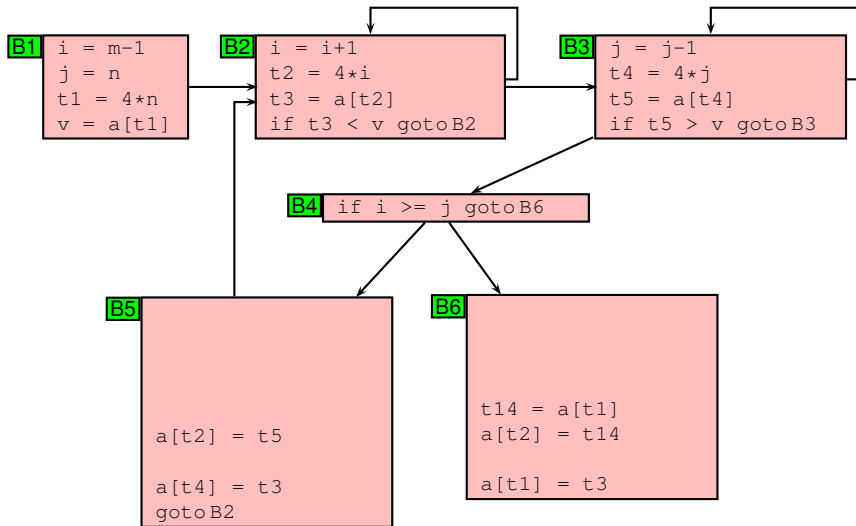 B1
i = m-1
j = n
t1 = 4*n
v = a[t1]
B2
i = i+1
t2 = 4*i
t3 = a[t2]
if t3 < v goto B2
B3
j = j-1
t4 = 4*j
t5 = a[t4]
if t5 > v goto B3
B4
if i >= j goto B6
B5
a[t2] = t5
a[t4] = t3
goto B2
B6
t14 = a[t1]
a[t2] = t14
a[t1] = t3